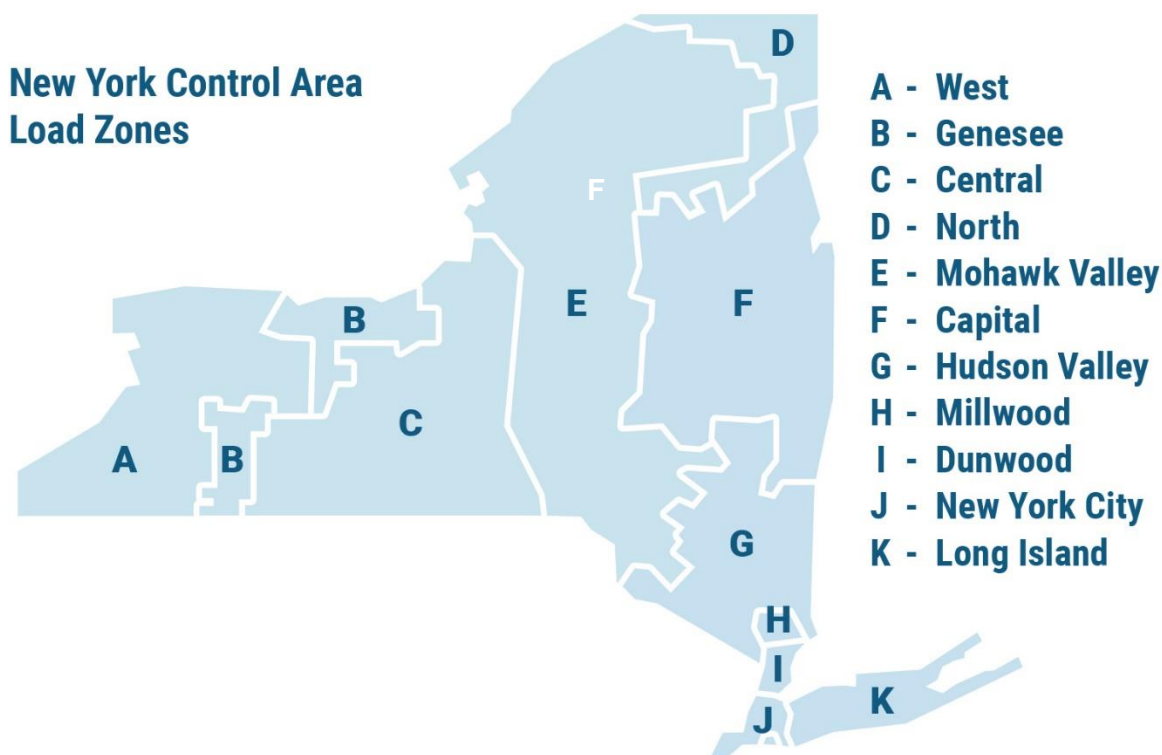 New York Control Area
Load Zones
A - West
B - Genesee
C - Central
D - North
E - Mohawk Valley
F - Capital
G - Hudson Valley
H - Millwood
I - Dunwood
J - New York City
K - Long Island
D
F
B
E
F
C
A
B
G
H
I
K
J